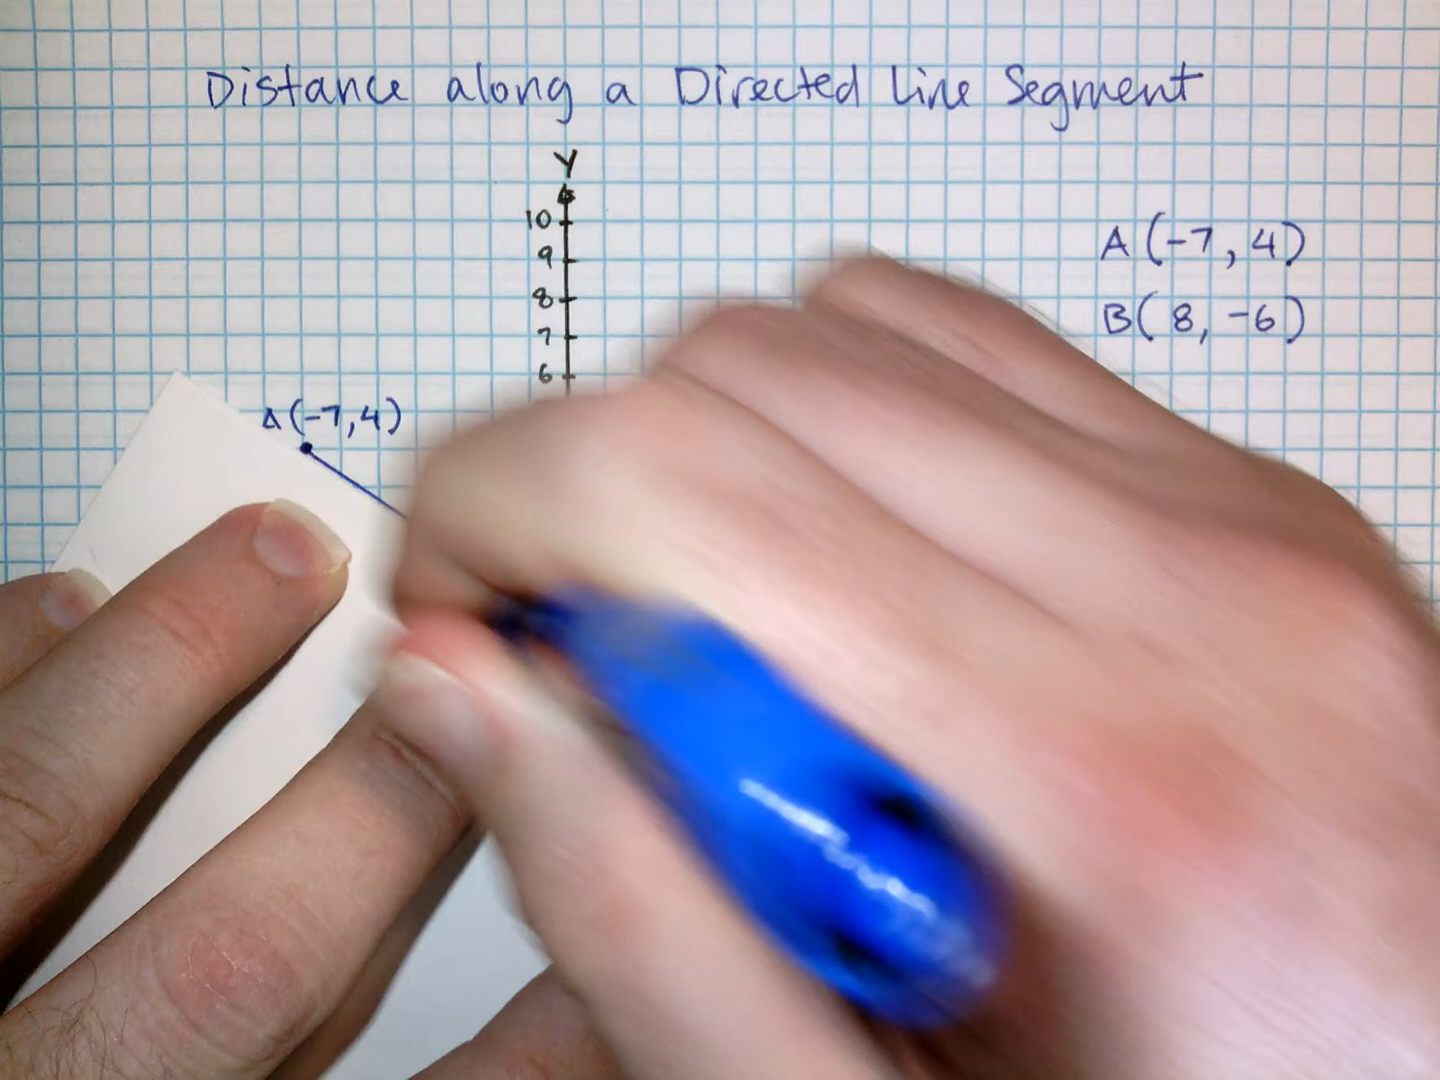 Distance along a Directed Line Segment
Y
10
9
8
7
6
A(-7,4)
A (-7, 4)
B( 8, -6)